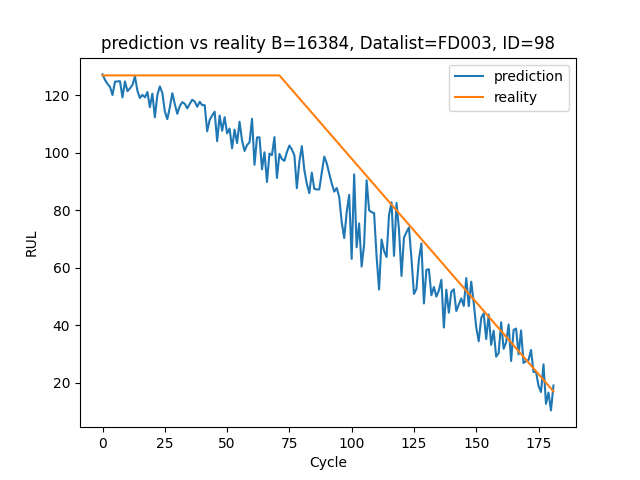 prediction vs reality B=16384, Datalist=FD003, ID=98
prediction
reality
RUL
120
100
80
60
40
20
0 25 50 75 100 125 150 175
Cycle